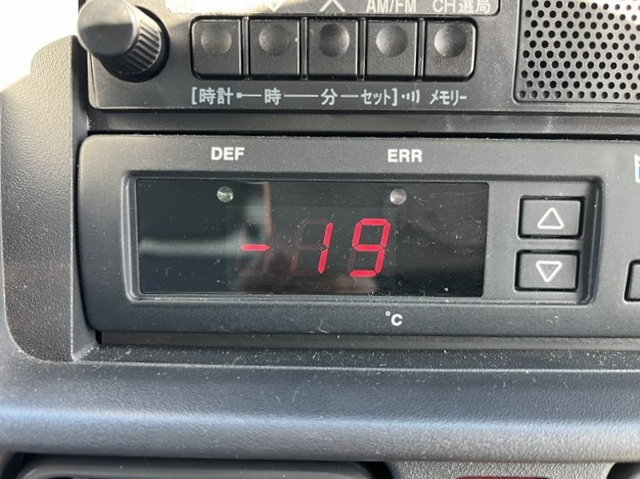 AM/FM CH選局
[時計 時 分 セット] メモリー
DEF ERR
-19
°C